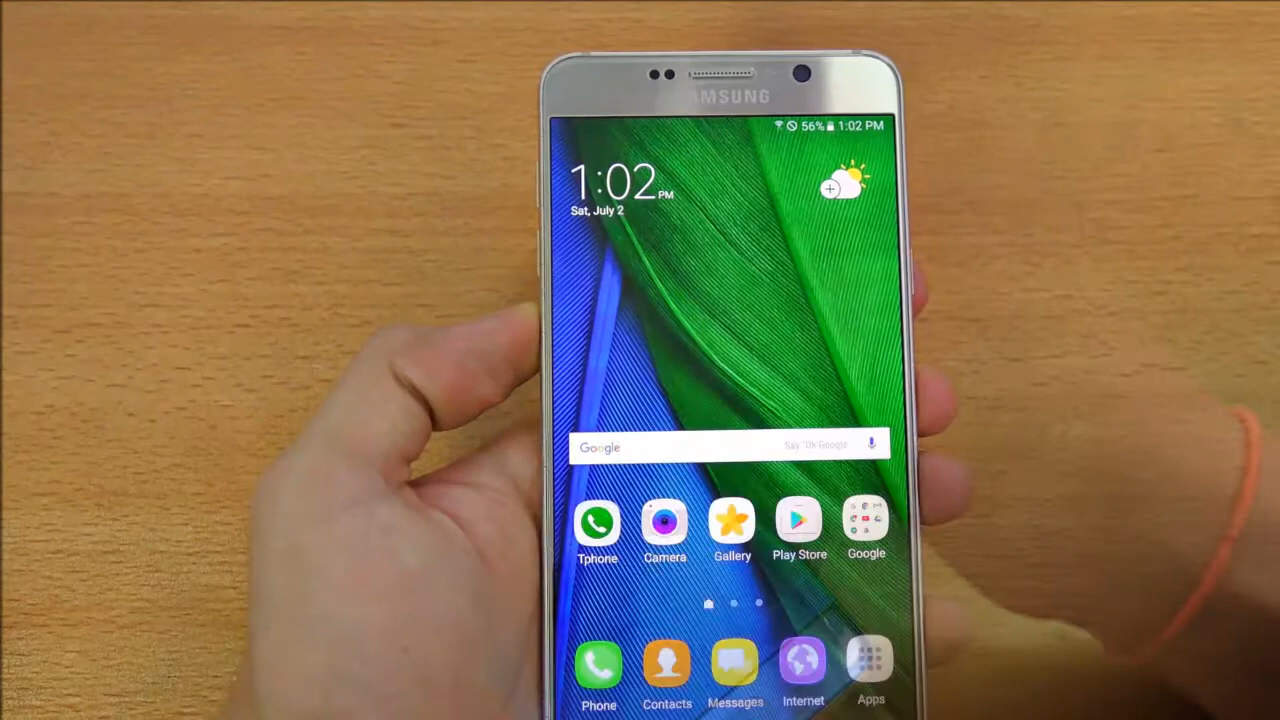 SAMSUNG
56% 1:02 PM
1:02 PM
Sat, July 2
Google Say "Ok Google
Tphone Camera Gallery Play Store Google
Phone Contacts Messages Internet Apps